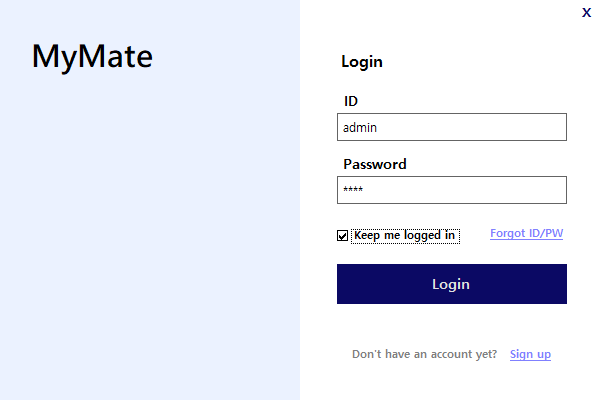 X
MyMate
Login
ID
admin
Password
****
Keep me logged in
Forgot ID/PW
Login
Don't have an account yet? Sign up